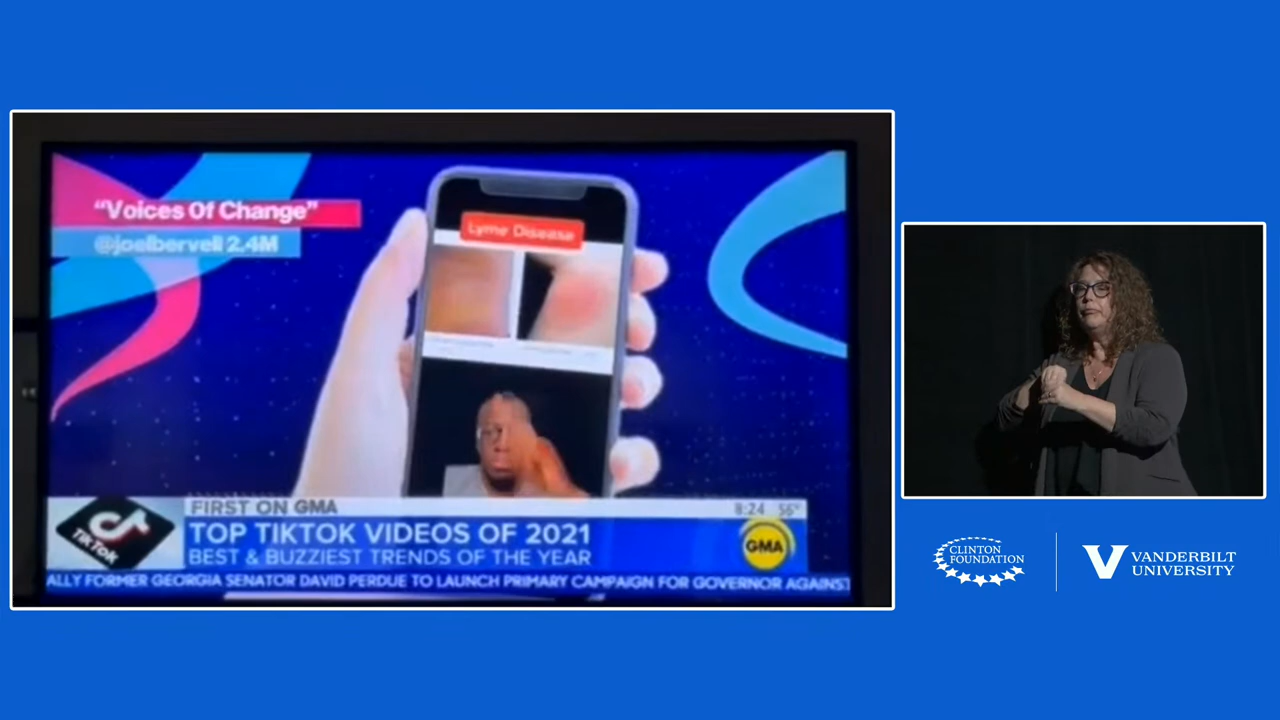 “Voices Of Change”
@joelbervell 2.4M
Lyme Disease
FIRST ON GMA
8:24 56°
TOP TIKTOK VIDEOS OF 2021
BEST & BUZZIEST TRENDS OF THE YEAR
TikTok
GMA
ALLY FORMER GEORGIA SENATOR DAVID PERDUE TO LAUNCH PRIMARY CAMPAIGN FOR GOVERNOR AGAINST
CLINTON
FOUNDATION
V VANDERBILT
UNIVERSITY